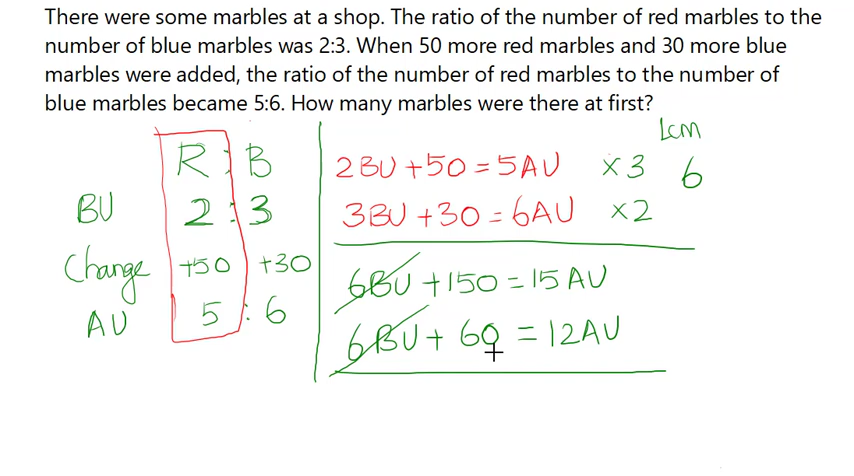 There were some marbles at a shop. The ratio of the number of red marbles to the
number of blue marbles was 2:3. When 50 more red marbles and 30 more blue
marbles were added, the ratio of the number of red marbles to the number of
blue marbles became 5:6. How many marbles were there at first?
R : B
BU 2 : 3
Change +50 +30
AU 5 : 6
LCM
2BU + 50 = 5AU × 3 6
3BU + 30 = 6AU × 2
6BU + 150 = 15AU
6BU + 60 = 12AU